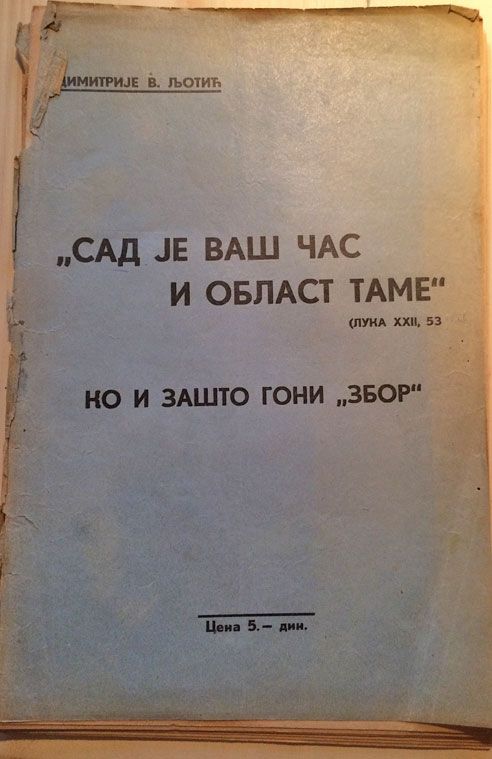 ДИМИТРИЈЕ В. ЉОТИЋ
„САД ЈЕ ВАШ ЧАС
И ОБЛАСТ ТАМЕ“
(ЛУКА XXII, 53
КО И ЗАШТО ГОНИ „ЗБОР“
Цена 5.— дин.